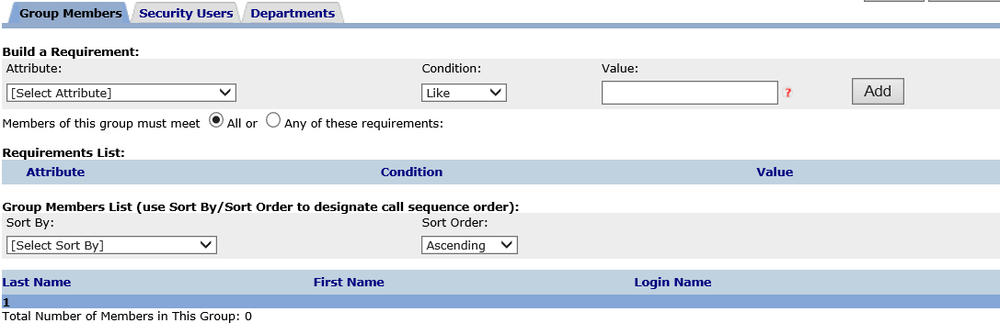 Group Members Security Users Departments
Build a Requirement:
Attribute: Condition: Value:
[Select Attribute] Like ? Add
Members of this group must meet All or Any of these requirements:
Requirements List:
Attribute Condition Value
Group Members List (use Sort By/Sort Order to designate call sequence order):
Sort By: Sort Order:
[Select Sort By] Ascending
Last Name First Name Login Name
1
Total Number of Members in This Group: 0